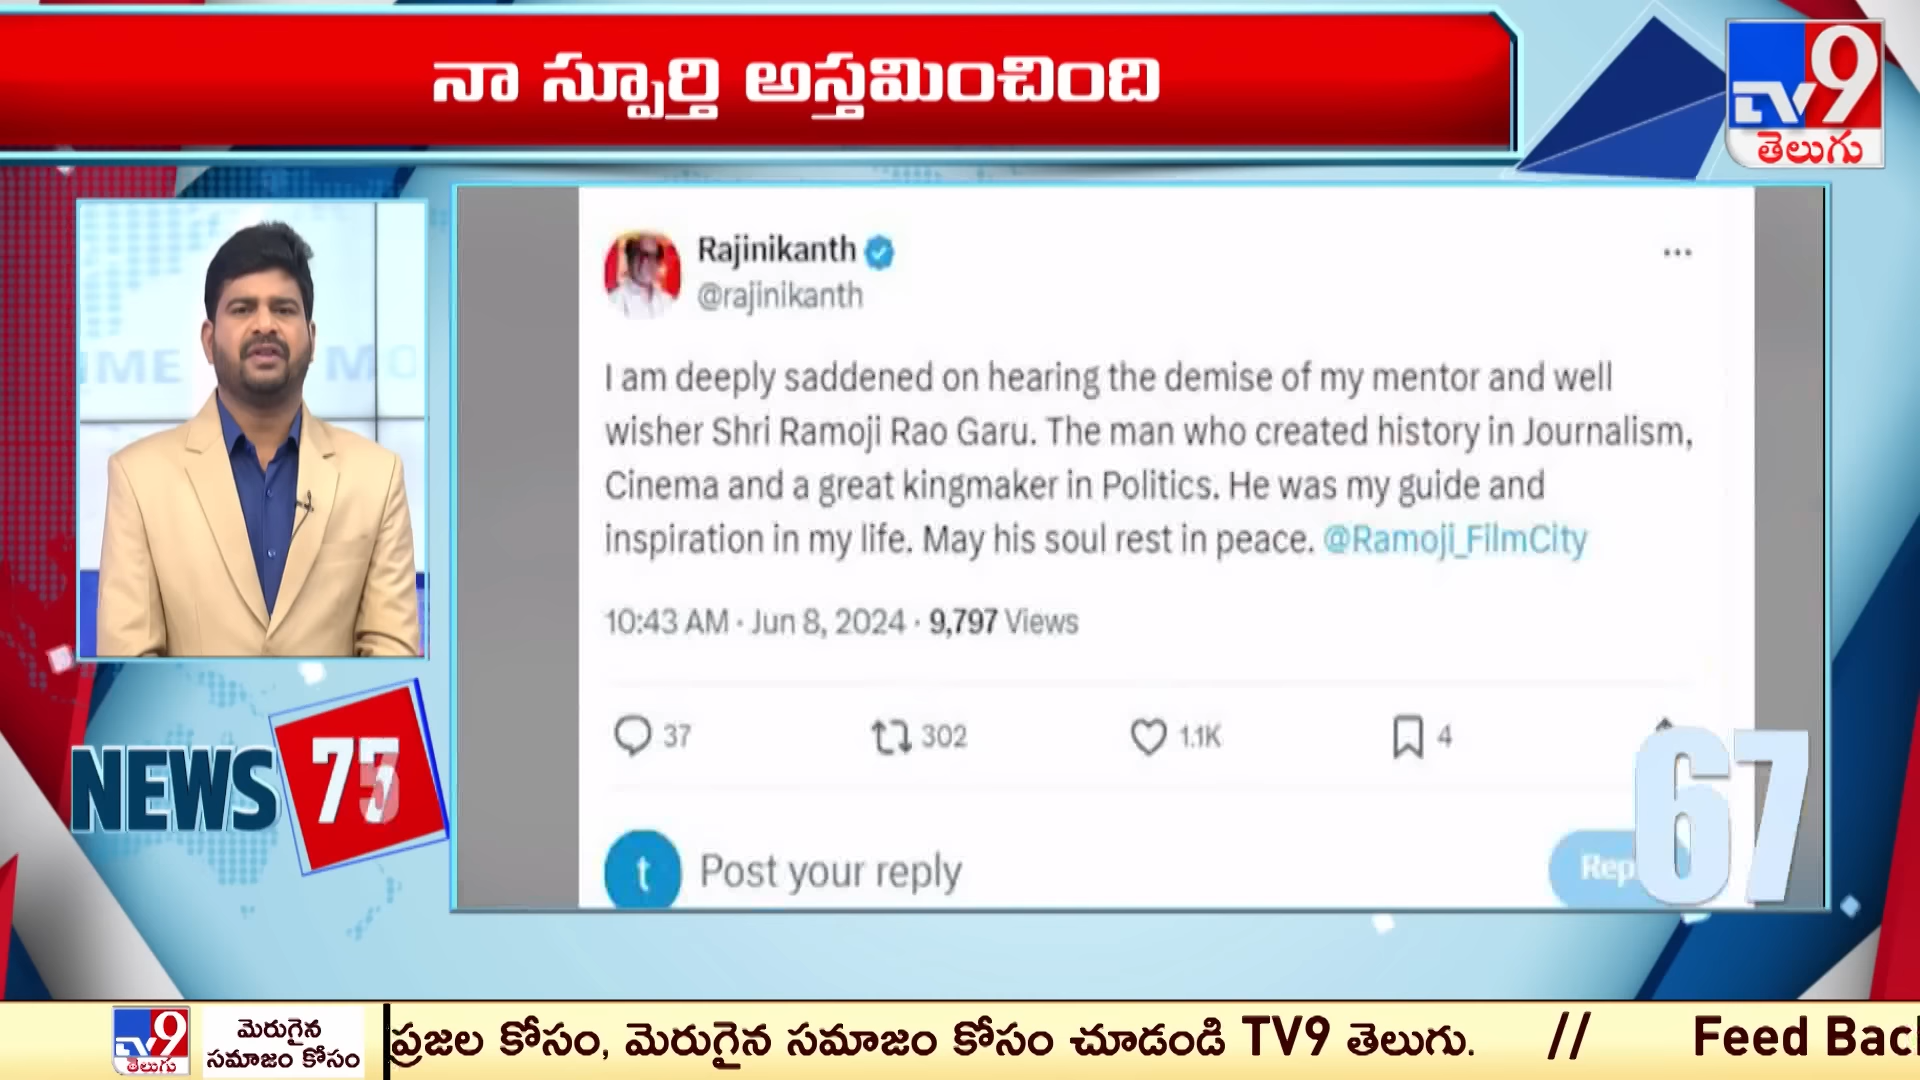 నా స్ఫూర్తి అస్తమించింది
TV9
తెలుగు
Rajinikanth
@rajinikanth
I am deeply saddened on hearing the demise of my mentor and well
wisher Shri Ramoji Rao Garu. The man who created history in Journalism,
Cinema and a great kingmaker in Politics. He was my guide and
inspiration in my life. May his soul rest in peace. @Ramoji_FilmCity
10:43 AM · Jun 8, 2024 · 9,797 Views
37 302 1.1K 4
NEWS
67
t Post your reply
TV9
తెలుగు
మెరుగైన
సమాజం కోసం
ప్రజల కోసం, మెరుగైన సమాజం కోసం చూడండి TV9 తెలుగు. // Feed Bac